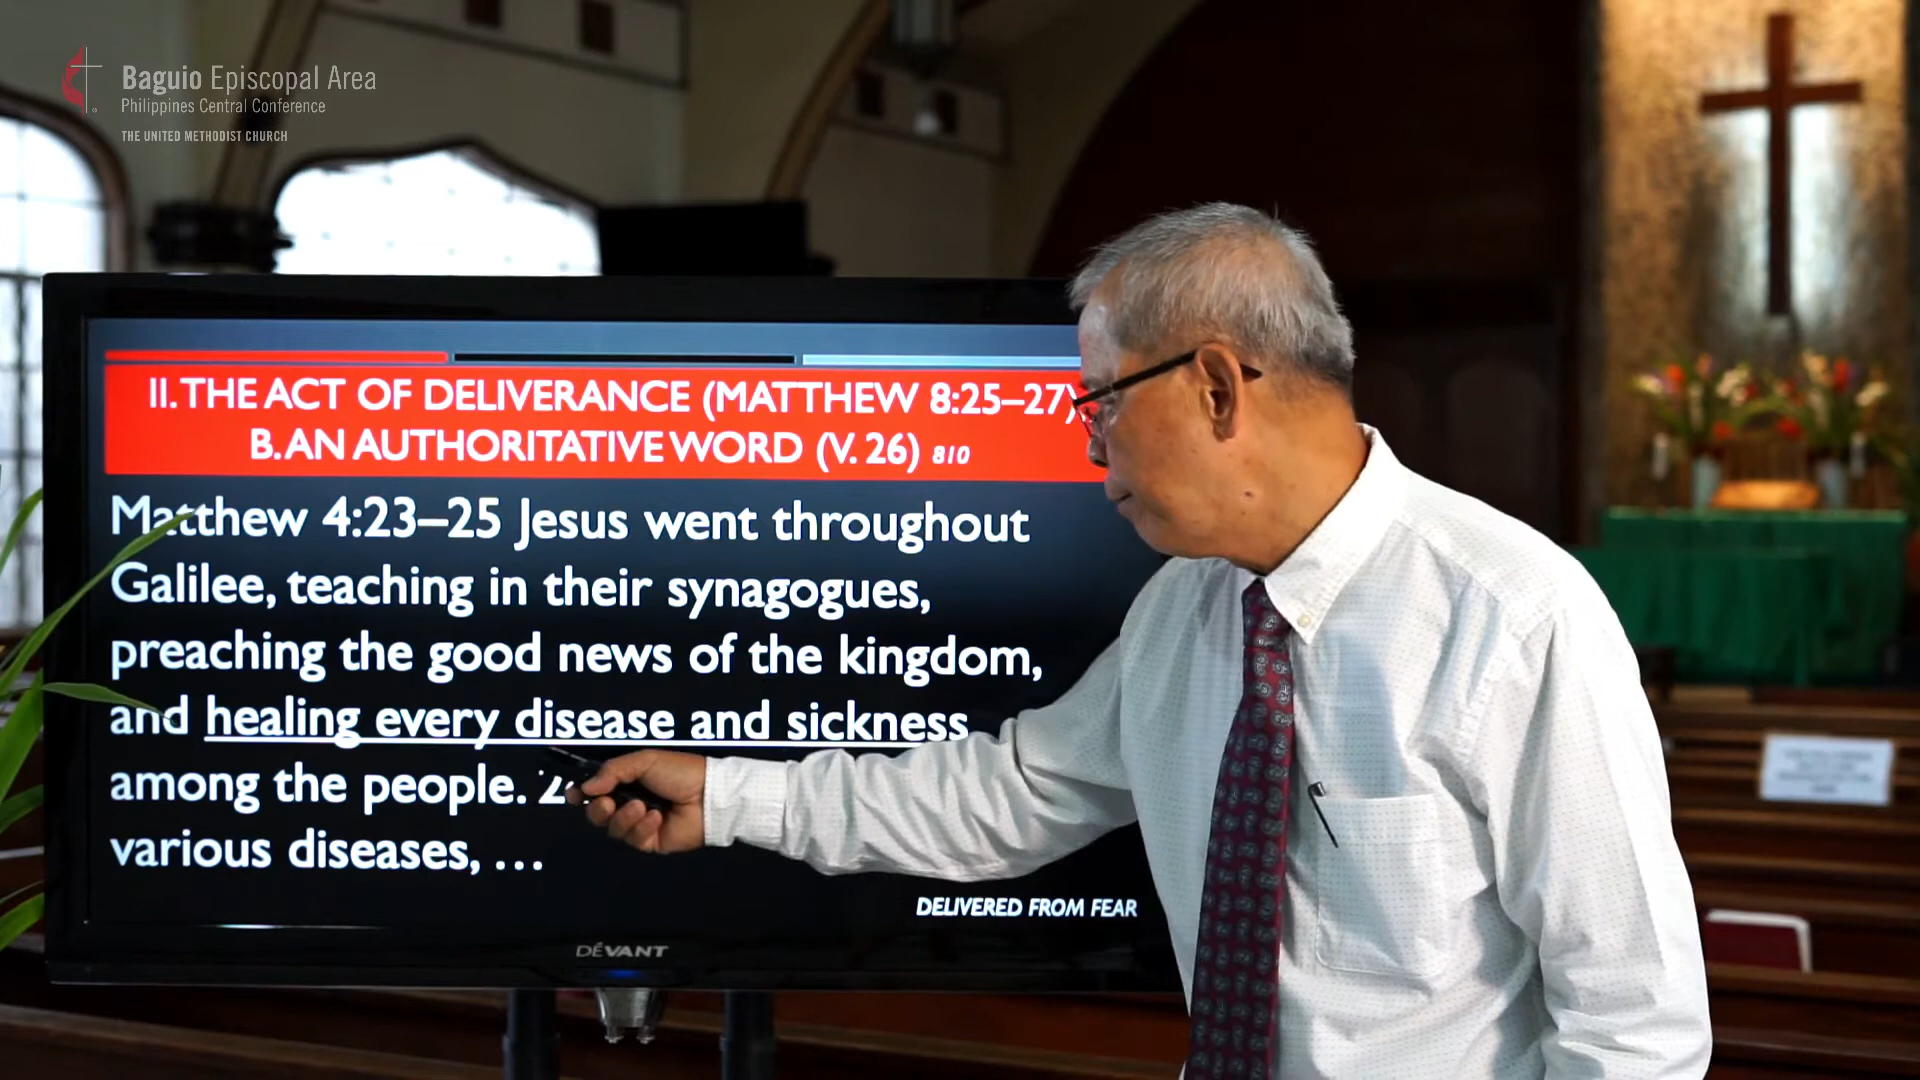 Baguio Episcopal Area
Philippines Central Conference
THE UNITED METHODIST CHURCH
II. THE ACT OF DELIVERANCE (MATTHEW 8:25–27)
B. AN AUTHORITATIVE WORD (V. 26) 810
Matthew 4:23–25 Jesus went throughout
Galilee, teaching in their synagogues,
preaching the good news of the kingdom,
and healing every disease and sickness
among the people.
various diseases, …
DELIVERED FROM FEAR
DÉVANT